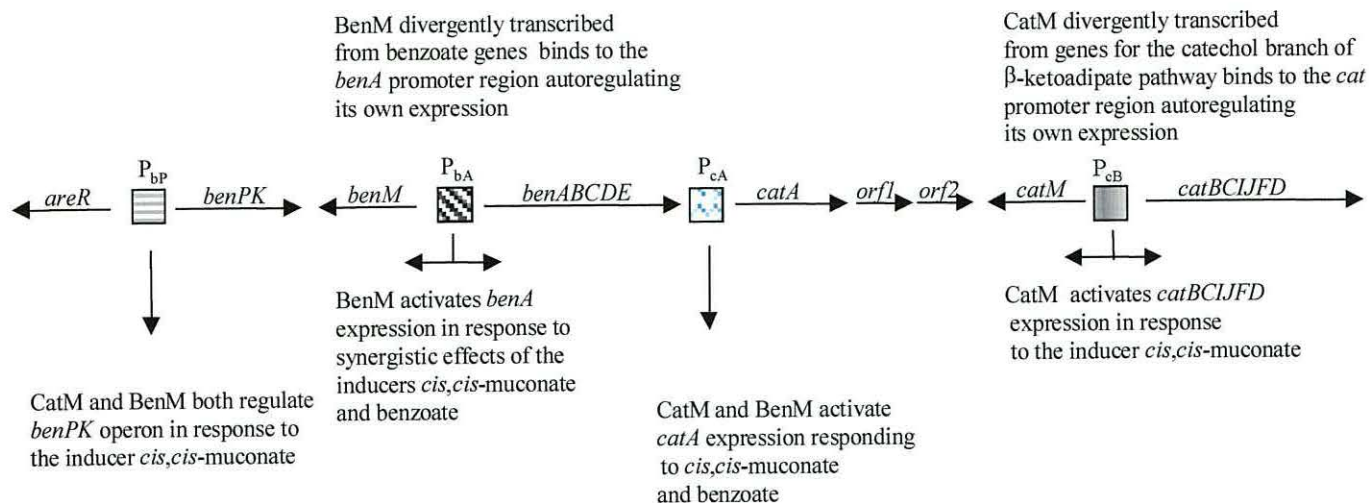 BenM divergently transcribed
from benzoate genes binds to the
benA promoter region autoregulating
its own expression
CatM divergently transcribed
from genes for the catechol branch of
β-ketoadipate pathway binds to the cat
promoter region autoregulating
its own expression
P_bP
P_bA
P_cA
P_cB
areR
benPK
benM
benABCDE
catA
orf1
orf2
catM
catBCIJFD
CatM and BenM both regulate
benPK operon in response to
the inducer cis,cis-muconate
BenM activates benA
expression in response to
synergistic effects of the
inducers cis,cis-muconate
and benzoate
CatM and BenM activate
catA expression responding
to cis,cis-muconate
and benzoate
CatM activates catBCIJFD
expression in response
to the inducer cis,cis-muconate